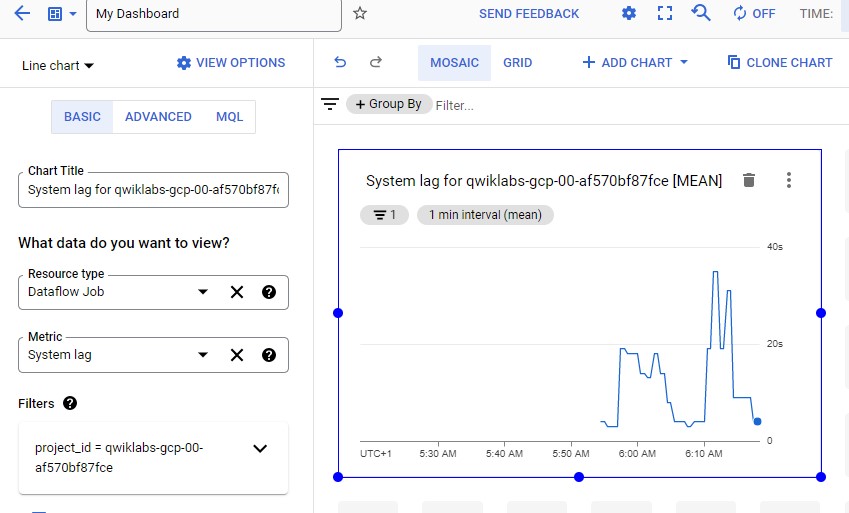 My Dashboard
SEND FEEDBACK
OFF
TIME:
Line chart
VIEW OPTIONS
MOSAIC
GRID
ADD CHART
CLONE CHART
BASIC
ADVANCED
MQL
+ Group By
Filter...
Chart Title
System lag for qwiklabs-gcp-00-af570bf87f
What data do you want to view?
Resource type
Dataflow Job
Metric
System lag
Filters
project_id = qwiklabs-gcp-00-
af570bf87fce
System lag for qwiklabs-gcp-00-af570bf87fce [MEAN]
1
1 min interval (mean)
40s
20s
0
UTC+1
5:30 AM
5:40 AM
5:50 AM
6:00 AM
6:10 AM